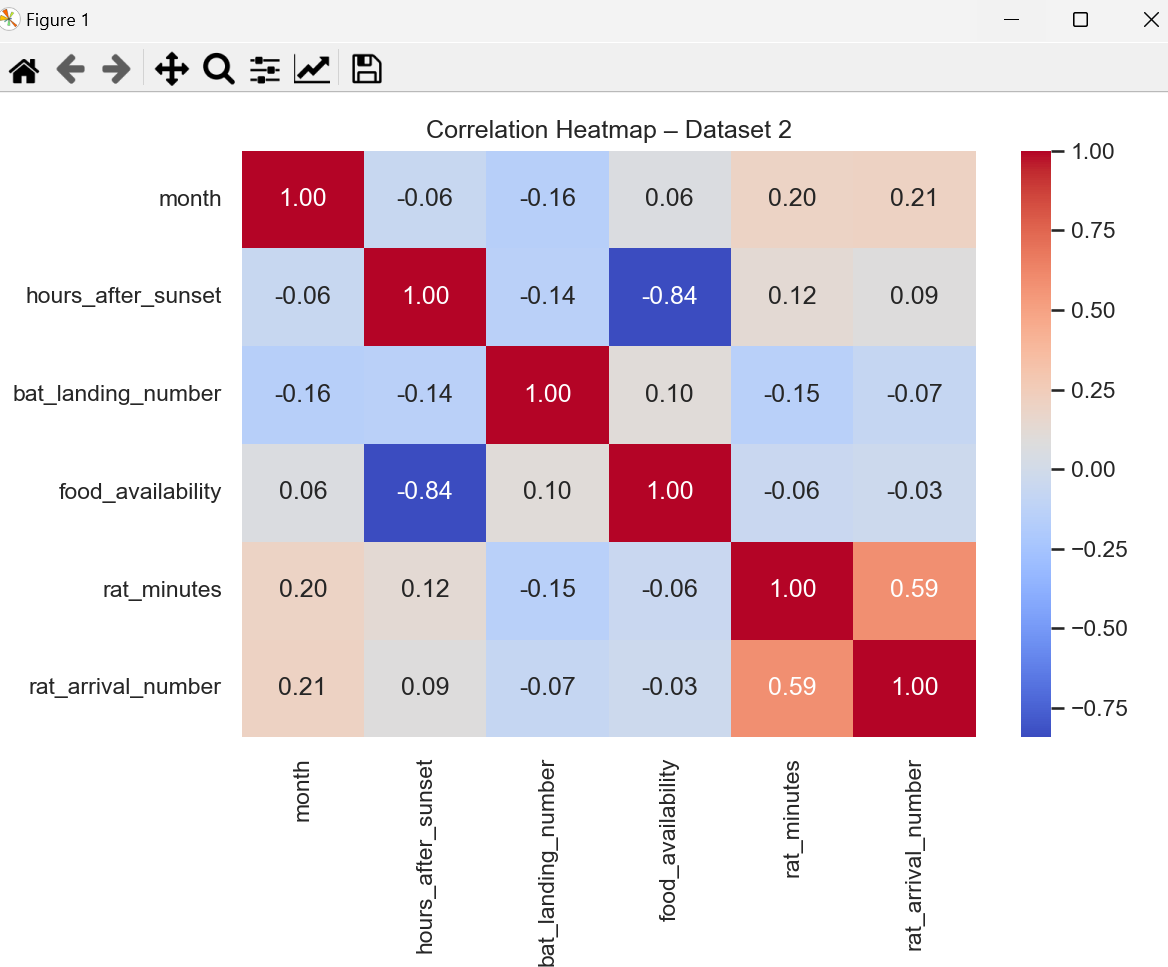 Figure 1
Correlation Heatmap – Dataset 2
month 1.00 -0.06 -0.16 0.06 0.20 0.21
hours_after_sunset -0.06 1.00 -0.14 -0.84 0.12 0.09
bat_landing_number -0.16 -0.14 1.00 0.10 -0.15 -0.07
food_availability 0.06 -0.84 0.10 1.00 -0.06 -0.03
rat_minutes 0.20 0.12 -0.15 -0.06 1.00 0.59
rat_arrival_number 0.21 0.09 -0.07 -0.03 0.59 1.00
month
hours_after_sunset
bat_landing_number
food_availability
rat_minutes
rat_arrival_number
1.00
0.75
0.50
0.25
0.00
−0.25
−0.50
−0.75